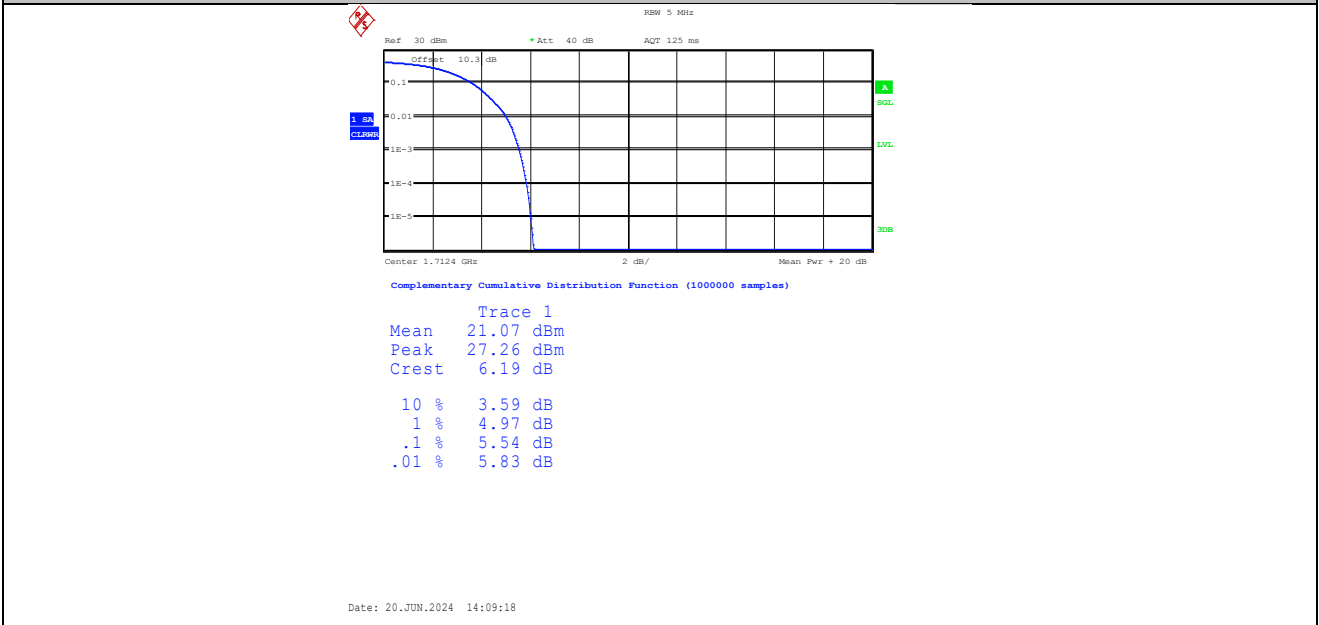 RBW 5 MHz
Ref 30 dBm * Att 40 dB AQT 125 ms
Offset 10.3 dB
0.1
0.01
1E-3
1E-4
1E-5
1 SA
CLRWR
A
SGL
LVL
3DB
Center 1.7124 GHz 2 dB/ Mean Pwr + 20 dB
Complementary Cumulative Distribution Function (1000000 samples)
Trace 1
Mean 21.07 dBm
Peak 27.26 dBm
Crest 6.19 dB
10 % 3.59 dB
1 % 4.97 dB
.1 % 5.54 dB
.01 % 5.83 dB
Date: 20.JUN.2024 14:09:18